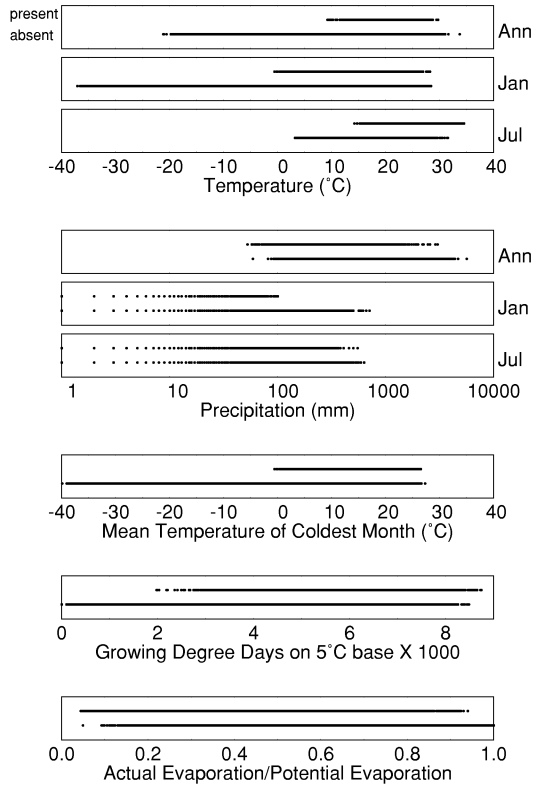 present
absent
Ann
Jan
Jul
-40 -30 -20 -10 0 10 20 30 40
Temperature (˚C)
Ann
Jan
Jul
1 10 100 1000 10000
Precipitation (mm)
-40 -30 -20 -10 0 10 20 30 40
Mean Temperature of Coldest Month (˚C)
0 2 4 6 8
Growing Degree Days on 5˚C base X 1000
0.0 0.2 0.4 0.6 0.8 1.0
Actual Evaporation/Potential Evaporation